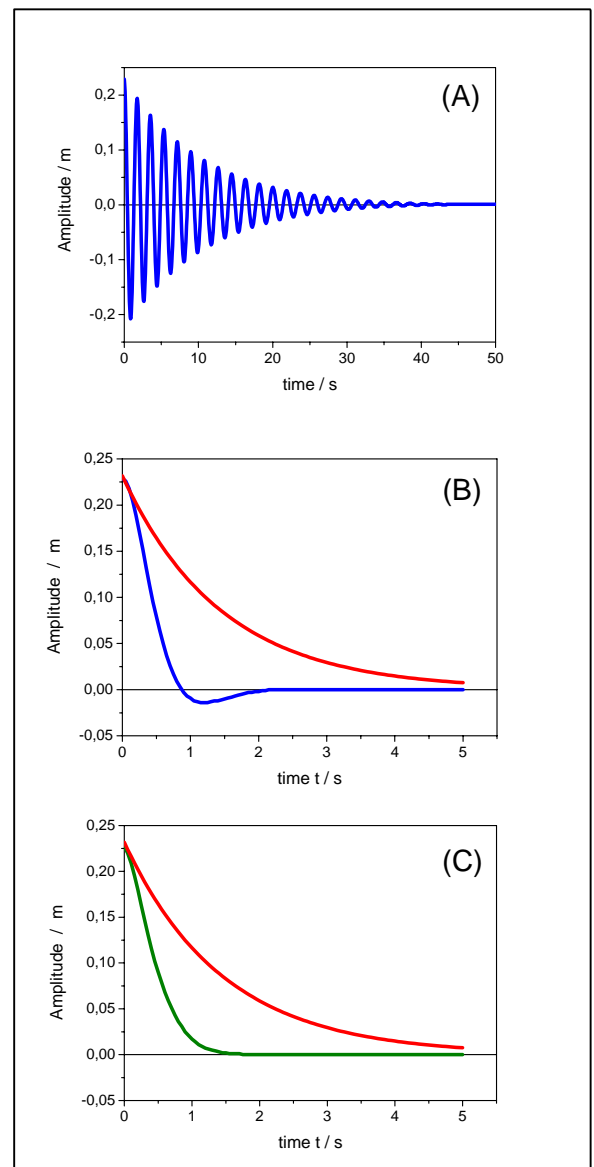 (A)
0,2
0,1
0,0
-0,1
-0,2
Amplitude / m
0 10 20 30 40 50
time / s
(B)
0,25
0,20
0,15
0,10
0,05
0,00
-0,05
Amplitude / m
0 1 2 3 4 5
time t / s
(C)
0,25
0,20
0,15
0,10
0,05
0,00
-0,05
Amplitude / m
0 1 2 3 4 5
time t / s